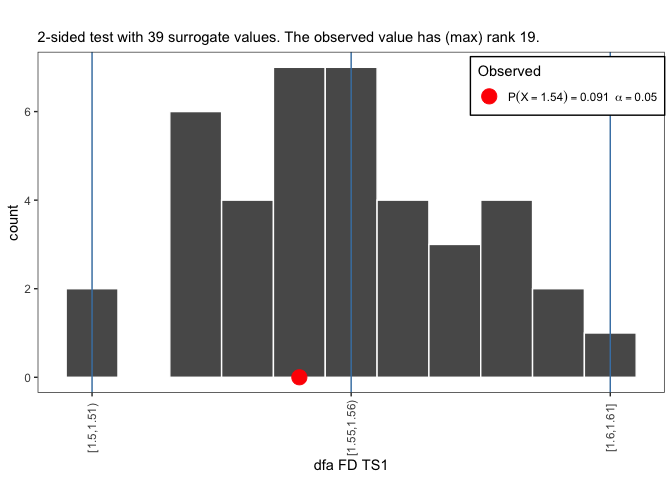 2-sided test with 39 surrogate values. The observed value has (max) rank 19.
Observed
P(X = 1.54) = 0.091 α = 0.05
count
6
4
2
0
[1.5,1.51)
[1.55,1.56)
[1.6,1.61]
dfa FD TS1